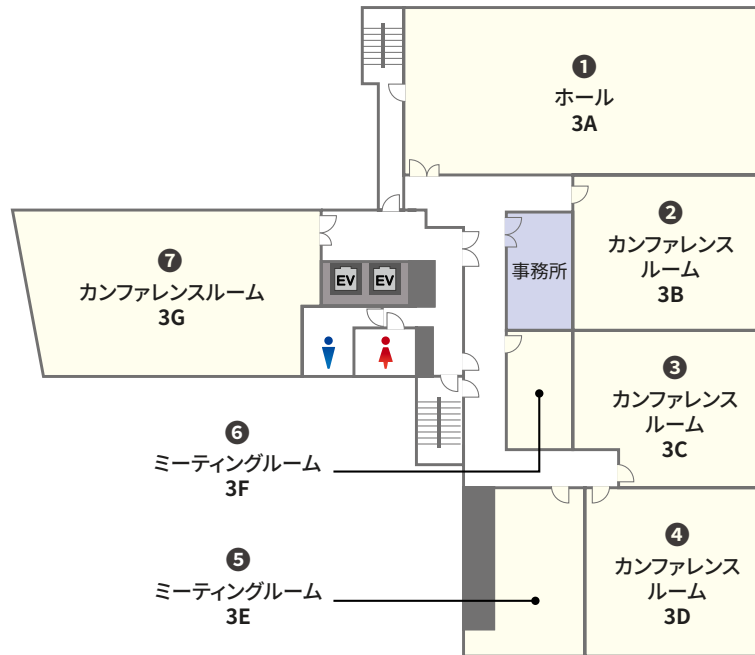 ❶
ホール
3A
❷
カンファレンス
ルーム
3B
事務所
❼
カンファレンスルーム
3G
EV EV
❸
カンファレンス
ルーム
3C
❻
ミーティングルーム
3F
❹
カンファレンス
ルーム
3D
❺
ミーティングルーム
3E